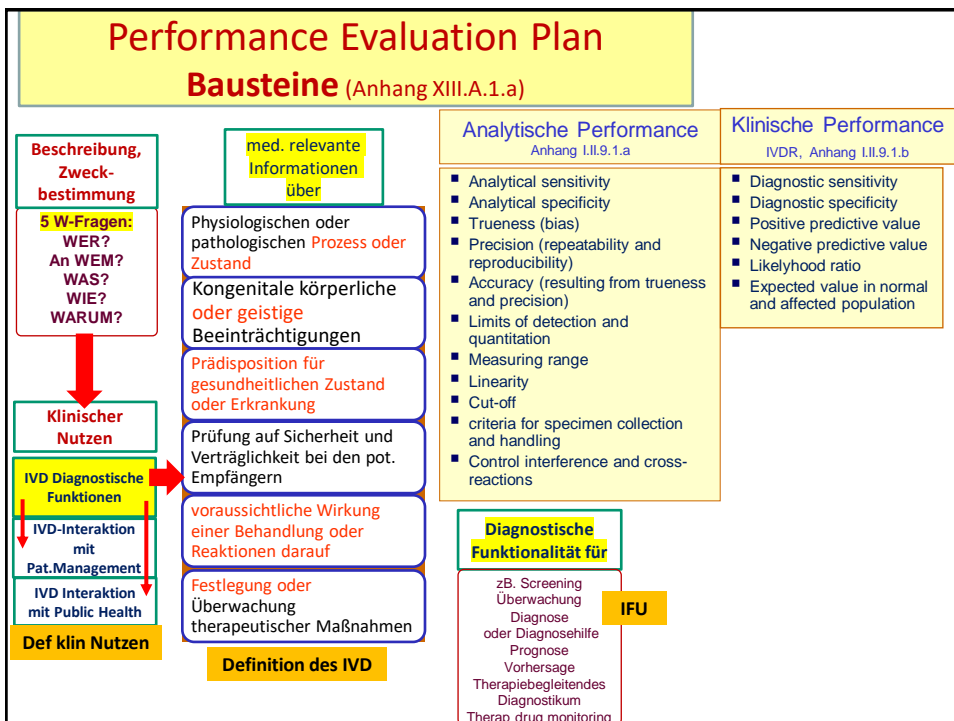 Performance Evaluation Plan
Bausteine (Anhang XIII.A.1.a)
Beschreibung,
Zweck-
bestimmung
5 W-Fragen:
WER?
An WEM?
WAS?
WIE?
WARUM?
Klinischer
Nutzen
IVD Diagnostische
Funktionen
IVD-Interaktion
mit
Pat.Management
IVD Interaktion
mit Public Health
Def klin Nutzen
med. relevante
Informationen
über
Physiologischen oder
pathologischen Prozess oder
Zustand
Kongenitale körperliche
oder geistige
Beeinträchtigungen
Prädisposition für
gesundheitlichen Zustand
oder Erkrankung
Prüfung auf Sicherheit und
Verträglichkeit bei den pot.
Empfängern
voraussichtliche Wirkung
einer Behandlung oder
Reaktionen darauf
Festlegung oder
Überwachung
therapeutischer Maßnahmen
Definition des IVD
Analytische Performance
Anhang I.II.9.1.a
Analytical sensitivity
Analytical specificity
Trueness (bias)
Precision (repeatability and
reproducibility)
Accuracy (resulting from trueness
and precision)
Limits of detection and
quantitation
Measuring range
Linearity
Cut-off
criteria for specimen collection
and handling
Control interference and cross-
reactions
Klinische Performance
IVDR, Anhang I.II.9.1.b
Diagnostic sensitivity
Diagnostic specificity
Positive predictive value
Negative predictive value
Likelyhood ratio
Expected value in normal
and affected population
Diagnostische
Funktionalität für
zB. Screening
Überwachung
Diagnose
oder Diagnosehilfe
Prognose
Vorhersage
Therapiebegleitendes
Diagnostikum
Therap drug monitoring
IFU